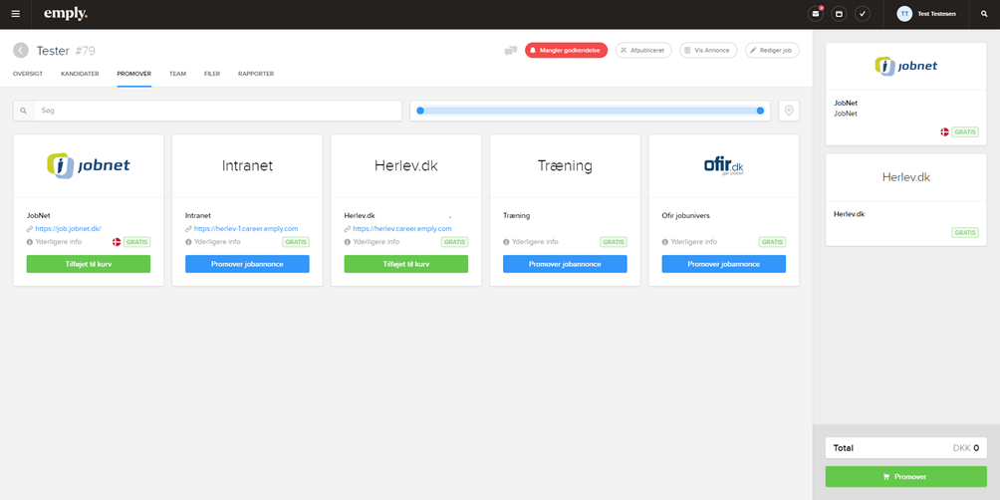 emply.
4
TT Test Testesen
Tester #79
Mangler godkendelse
Afpubliceret
Vis Annonce
Rediger job
OVERSIGT KANDIDATER PROMOVER TEAM FILER RAPPORTER
Søg
jobnet
JobNet
https://job.jobnet.dk/
Yderligere info
GRATIS
Tilføjet til kurv
Intranet
Intranet
https://herlev-1.career.emply.com
Yderligere info
GRATIS
Promover jobannonce
Herlev.dk
Herlev.dk
https://herlev.career.emply.com
Yderligere info
GRATIS
Tilføjet til kurv
Træning
Træning
Yderligere info
GRATIS
Promover jobannonce
ofir.dk
Ofir jobunivers
Yderligere info
GRATIS
Promover jobannonce
jobnet
JobNet
JobNet
GRATIS
Herlev.dk
Herlev.dk
GRATIS
Total DKK 0
Promover